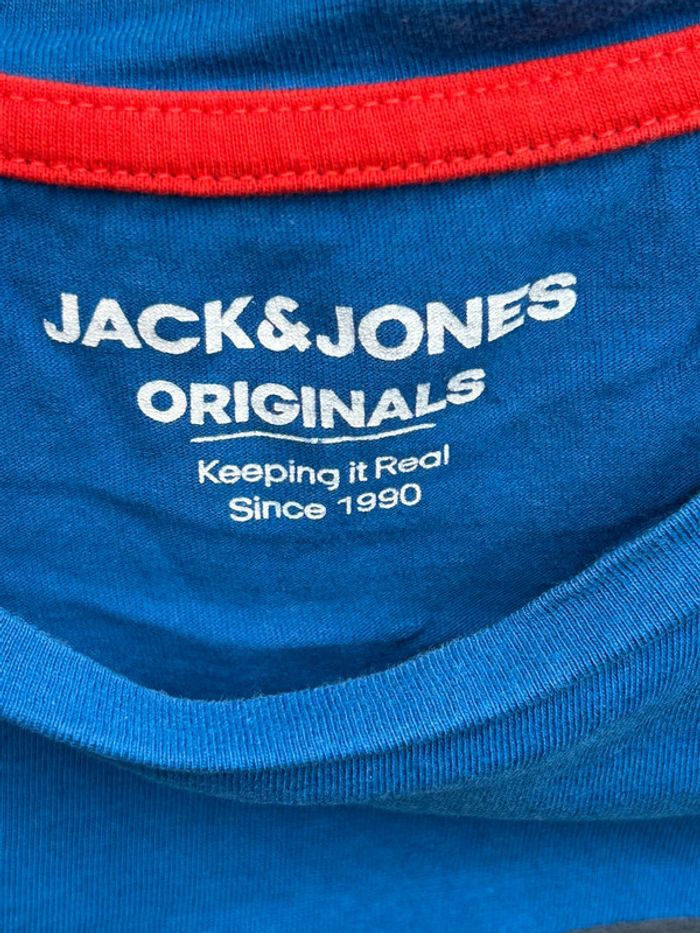 JACK&JONES
ORIGINALS
Keeping it Real
Since 1990